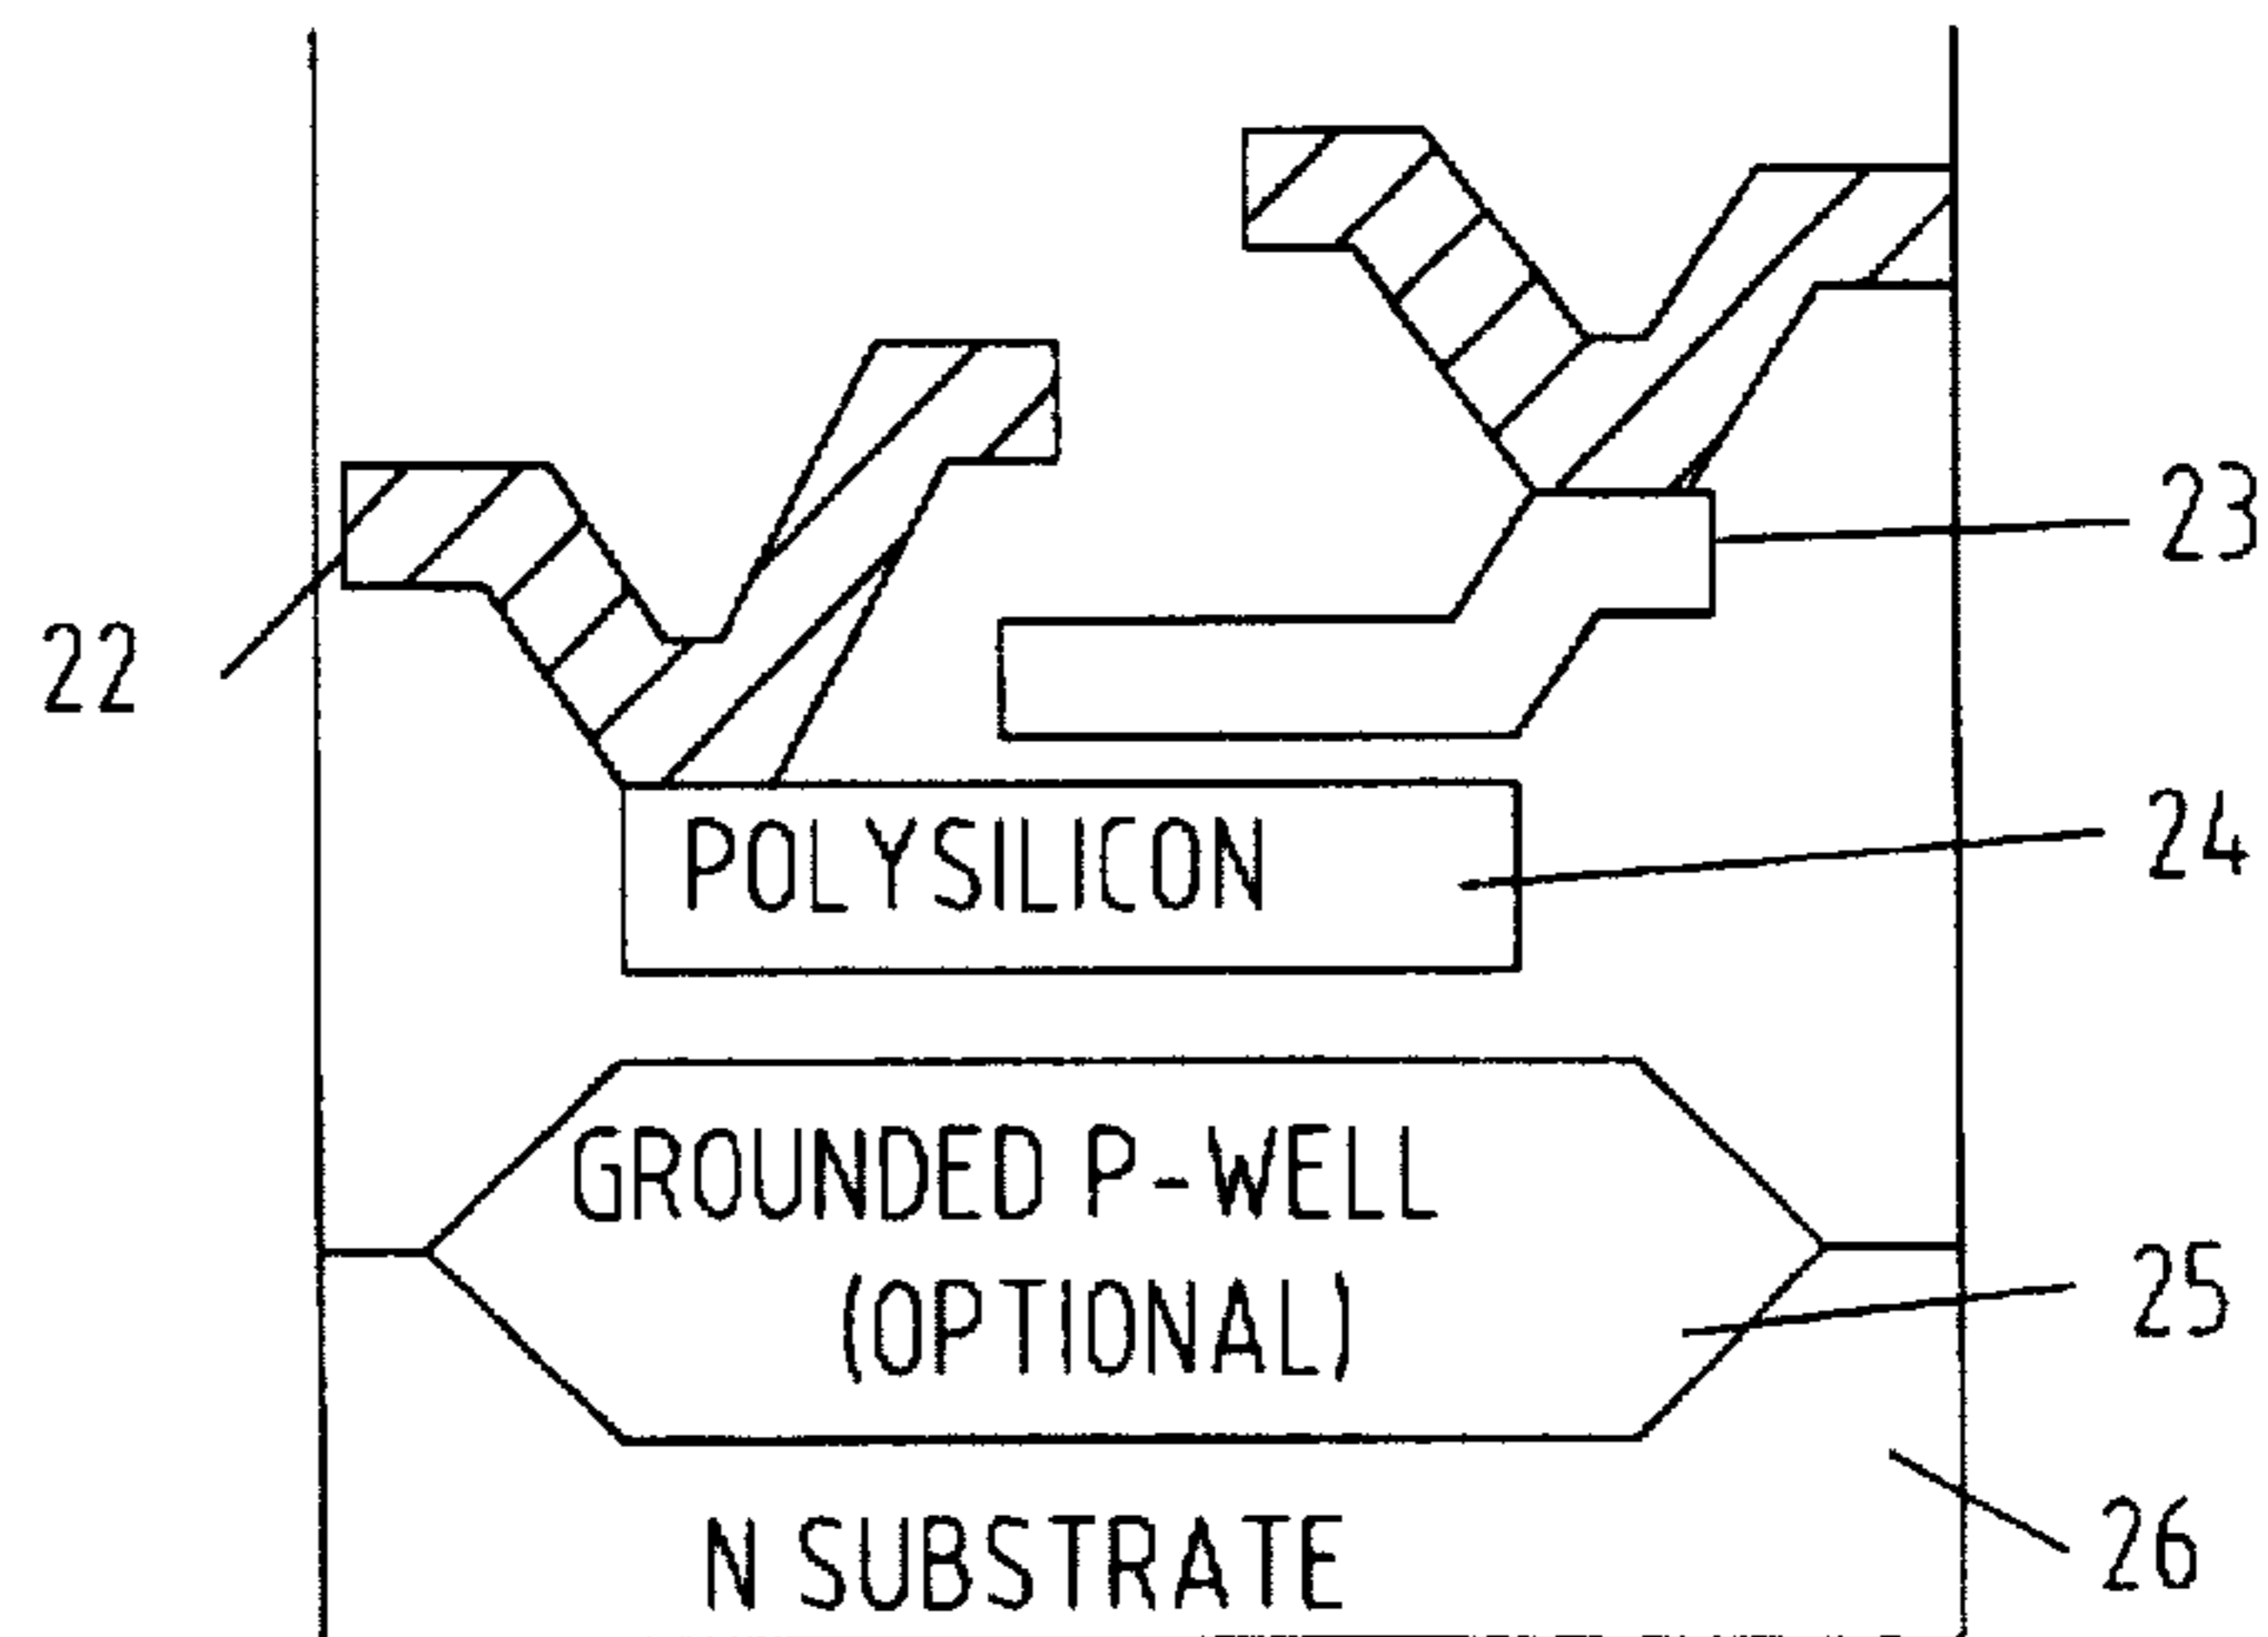 23
22
POLYSILICON
24
GROUNDED P-WELL
(OPTIONAL)
25
N SUBSTRATE
26